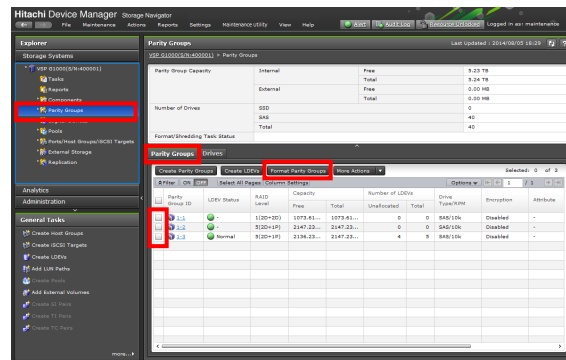 Hitachi Device Manager Storage Navigator
File Maintenance Actions Reports Settings Maintenance Utility View Help Alert Audit Log Resource Unlocked Logged in as: maintenance
Explorer
Storage Systems
VSP G1000(S/N:400001)
Tasks
Reports
Components
Parity Groups
Pools
Ports/Host Groups/iSCSI Targets
External Storage
Replication
Analytics
Administration
General Tasks
Create Host Groups
Create iSCSI Targets
Create LDEVs
Add LUN Paths
Create Pools
Add External Volumes
Create SI Pairs
Create TI Pairs
Create TC Pairs
more...
Parity Groups Last Updated : 2014/08/05 18:29
VSP G1000(S/N:400001) > Parity Groups
Parity Group Capacity Internal Free 5.23 TB
Total 5.24 TB
External Free 0.00 MB
Total 0.00 MB
Number of Drives SSD 0
SAS 40
Total 40
Format/Shredding Task Status
Parity Groups Drives
Create Parity Groups Create LDEVs Format Parity Groups More Actions Selected: 0 of 3
Filter ON OFF Select All Pages Column Settings Options 1 / 1
Parity Group ID LDEV Status RAID Level Capacity Free Total Number of LDEVs Unallocated Total Drive Type/RPM Encryption Attribute
1-1 - 1(2D+2D) 1073.61... 1073.61... 0 0 SAS/10k Disabled -
1-2 - 5(3D+1P) 2147.23... 2147.23... 0 0 SAS/10k Disabled -
1-3 Normal 5(3D+1P) 2136.23... 2147.23... 4 5 SAS/10k Disabled -